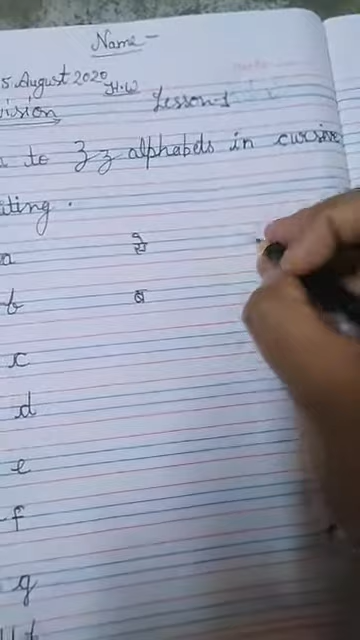 Name-
5 August 2020 H.W Lesson-1
vision
to Zz alphabets in cursive
iting.
a से
b ब
c
d
e
f
g